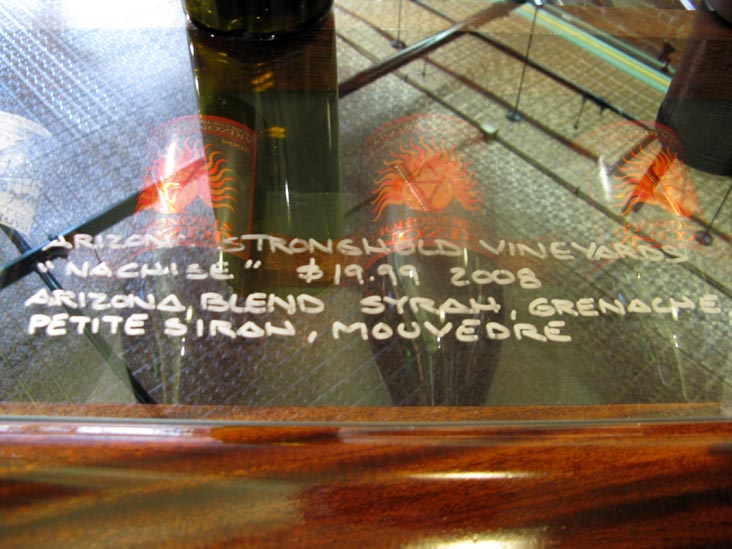 ARIZONA STRONGHOLD VINEYARDS
"NACHISE" $19.99 2008
ARIZONA, BLEND SYRAH, GRENACHE,
PETITE SIRAH, MOUVEDRE